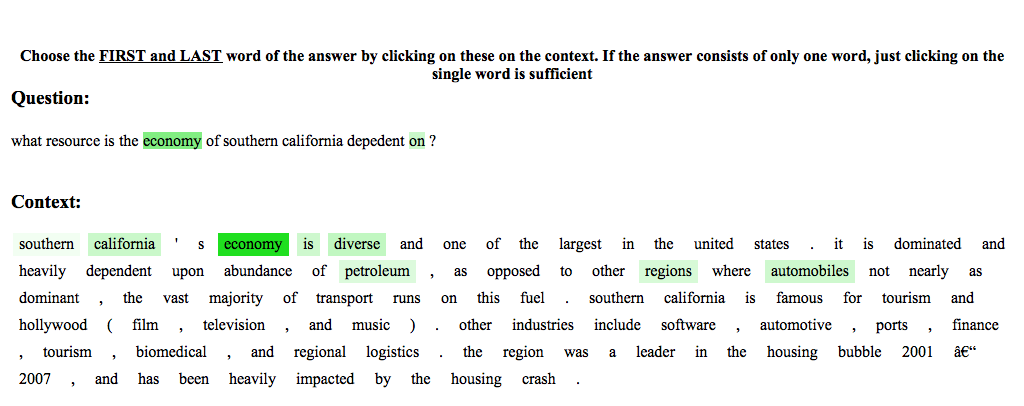 Choose the FIRST and LAST word of the answer by clicking on these on the context. If the answer consists of only one word, just clicking on the
single word is sufficient
Question:
what resource is the economy of southern california depedent on ?
Context:
southern california ' s economy is diverse and one of the largest in the united states . it is dominated and
heavily dependent upon abundance of petroleum , as opposed to other regions where automobiles not nearly as
dominant , the vast majority of transport runs on this fuel . southern california is famous for tourism and
hollywood ( film , television , and music ) . other industries include software , automotive , ports , finance
, tourism , biomedical , and regional logistics . the region was a leader in the housing bubble 2001 â€“
2007 , and has been heavily impacted by the housing crash .